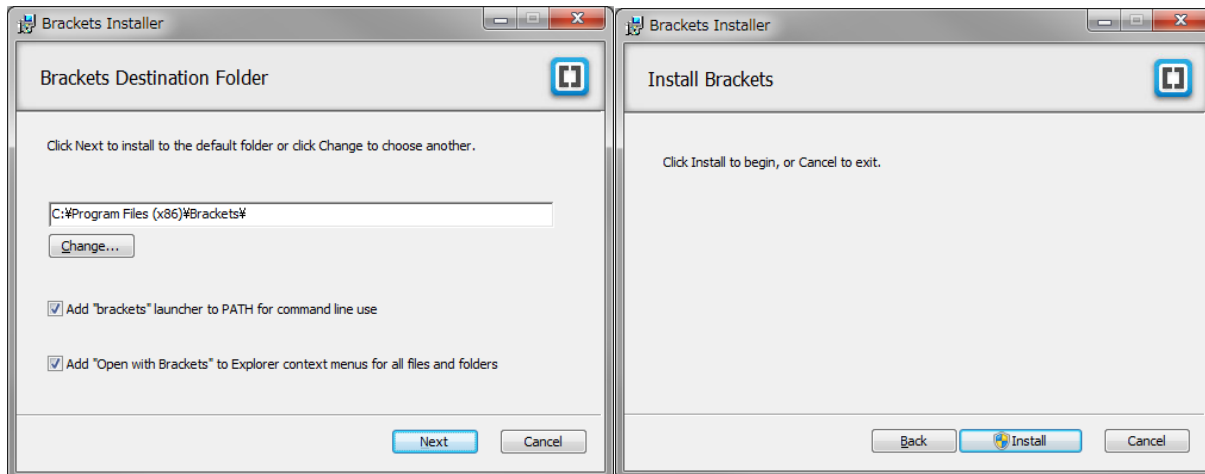 Brackets Installer
Brackets Destination Folder
Click Next to install to the default folder or click Change to choose another.
C:¥Program Files (x86)¥Brackets¥
Change...
Add "brackets" launcher to PATH for command line use
Add "Open with Brackets" to Explorer context menus for all files and folders
Next
Cancel
Brackets Installer
Install Brackets
Click Install to begin, or Cancel to exit.
Back
Install
Cancel